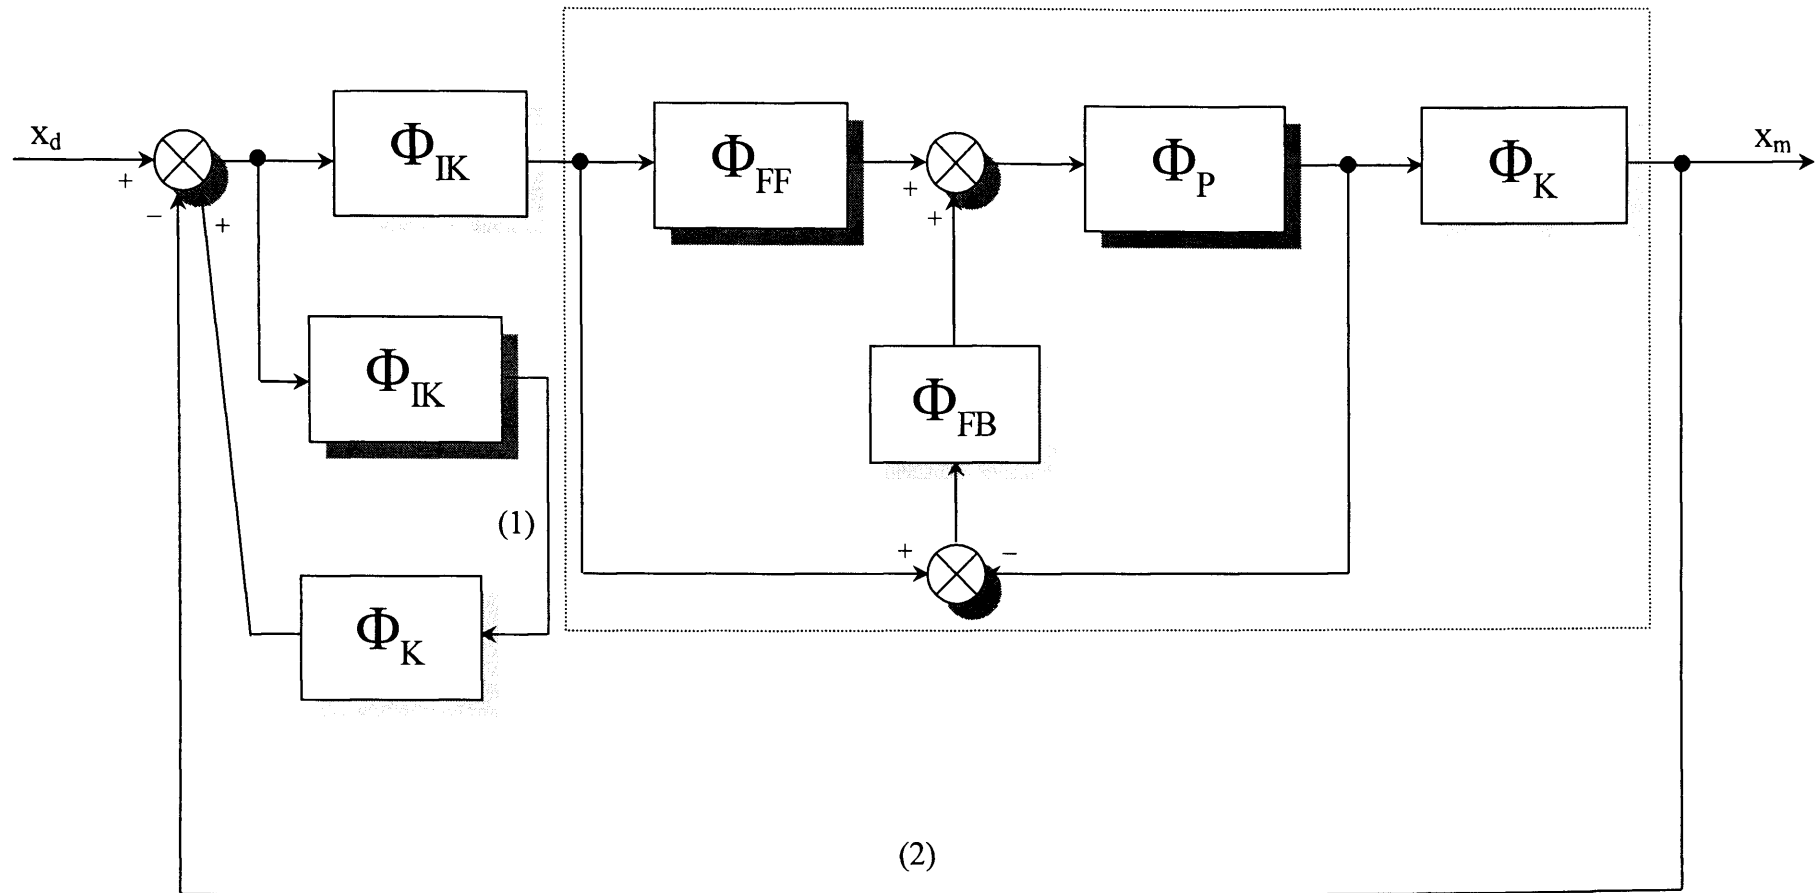 x_d
+
−
+
Φ_IK
Φ_FF
+
+
Φ_P
Φ_K
x_m
Φ_IK
Φ_FB
(1)
+
−
Φ_K
(2)